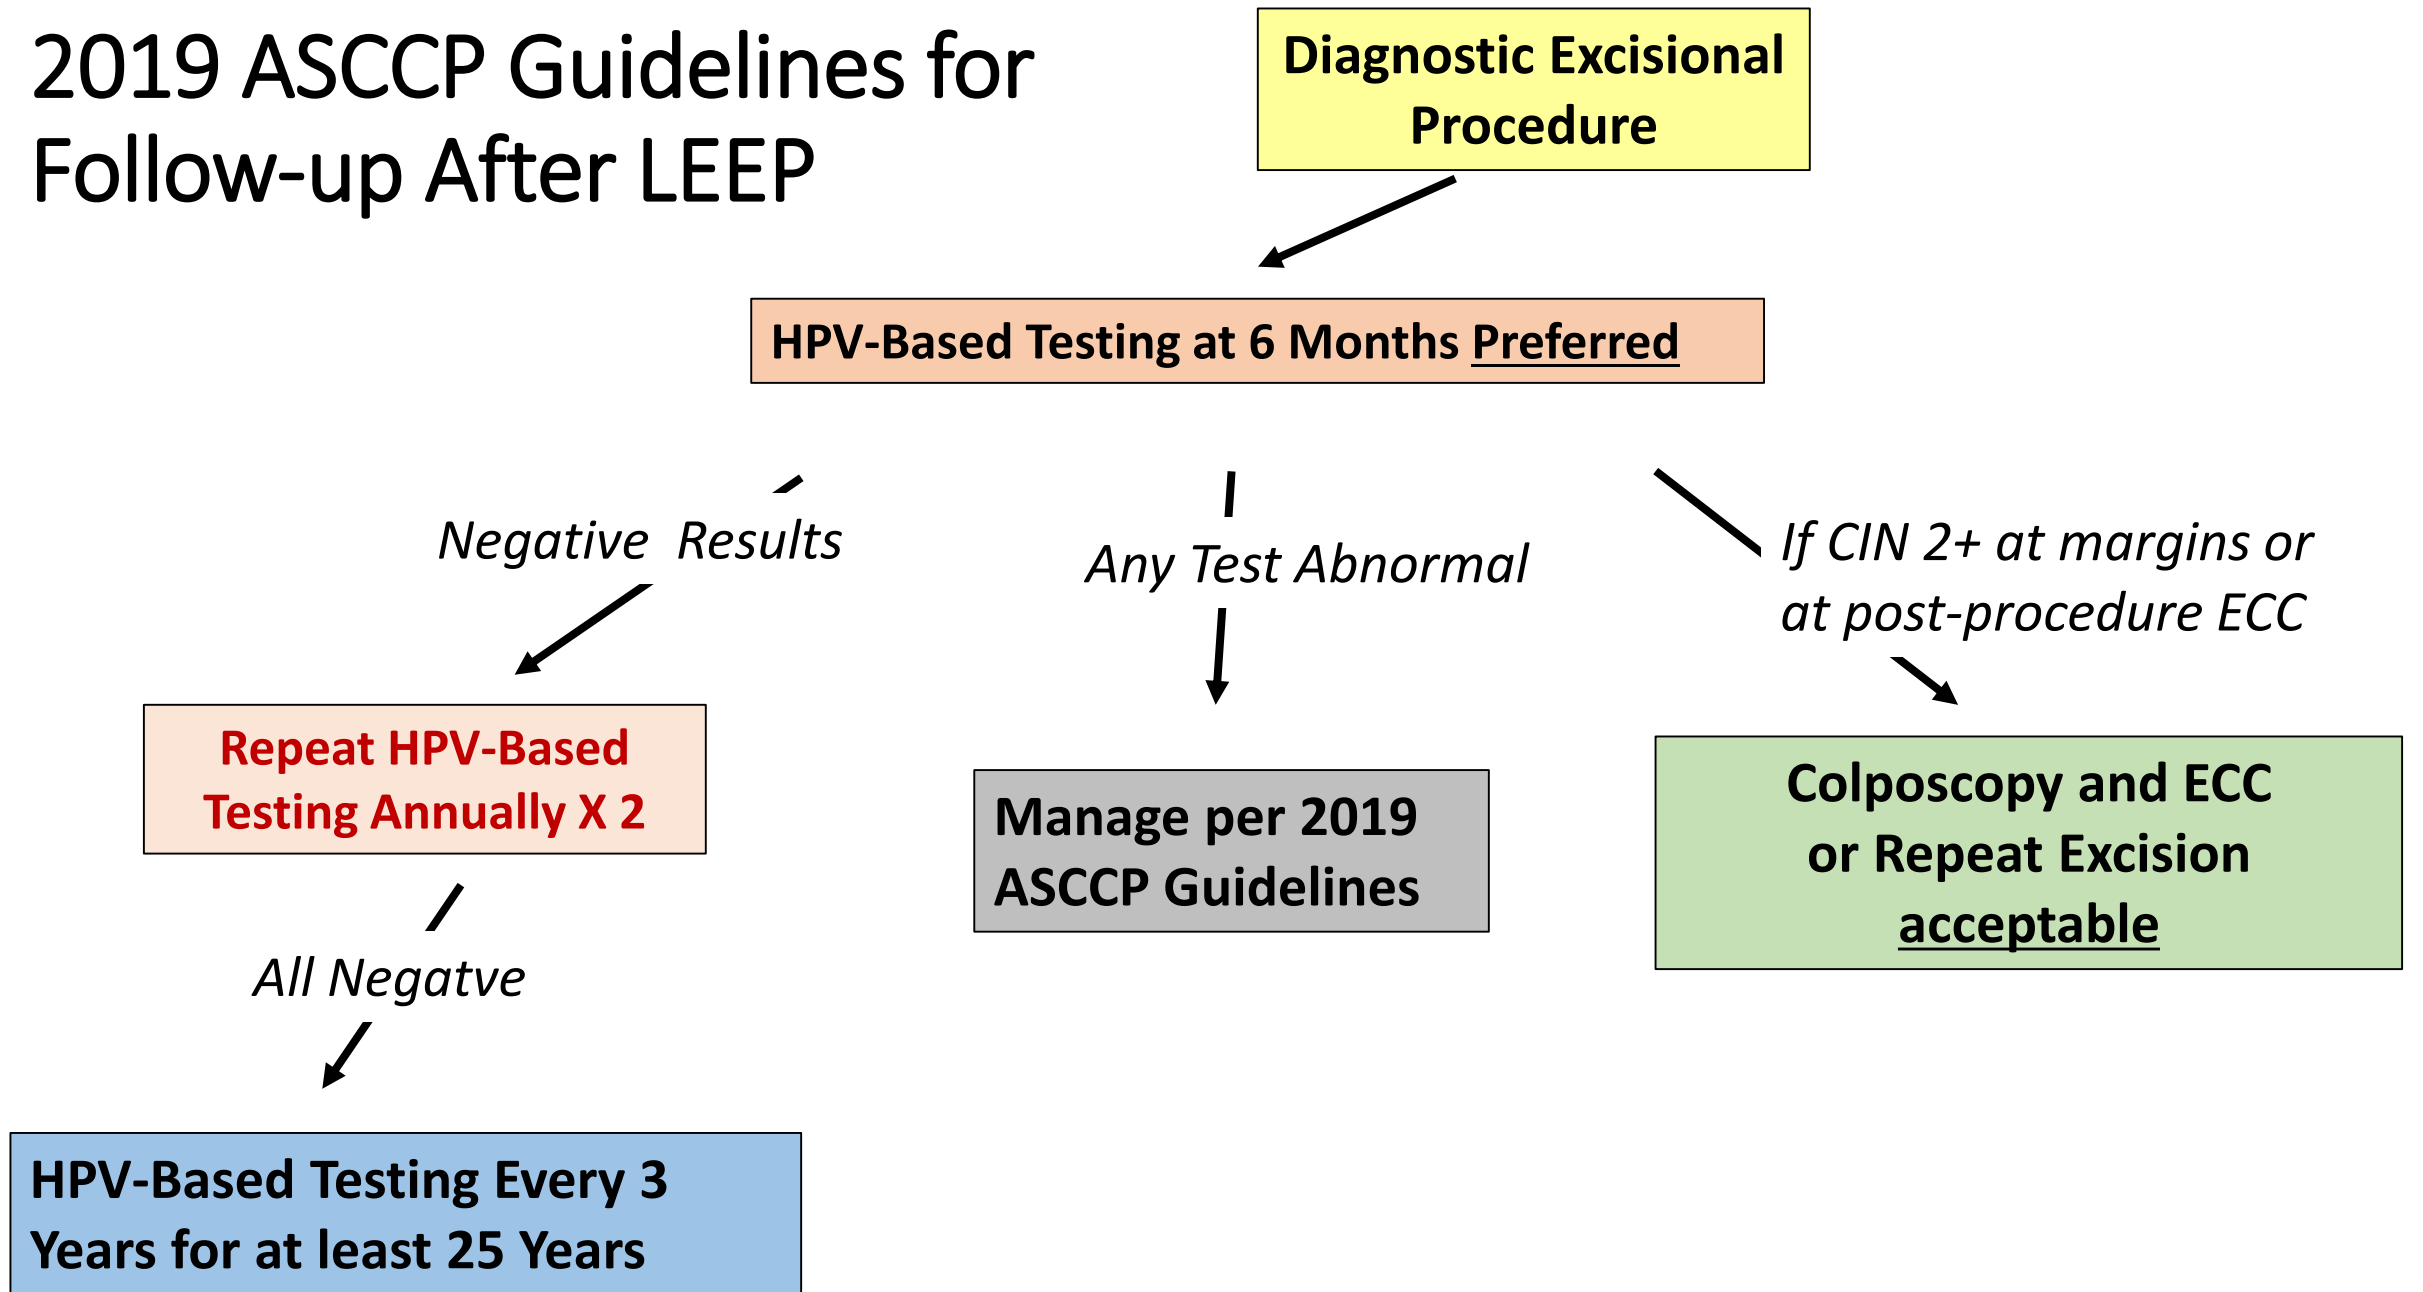 2019 ASCCP Guidelines for
Follow-up After LEEP
Diagnostic Excisional
Procedure
HPV-Based Testing at 6 Months Preferred
Negative  Results
Any Test Abnormal
If CIN 2+ at margins or
at post-procedure ECC
Repeat HPV-Based
Testing Annually X 2
Manage per 2019
ASCCP Guidelines
Colposcopy and ECC
or Repeat Excision
acceptable
All Negatve
HPV-Based Testing Every 3
Years for at least 25 Years